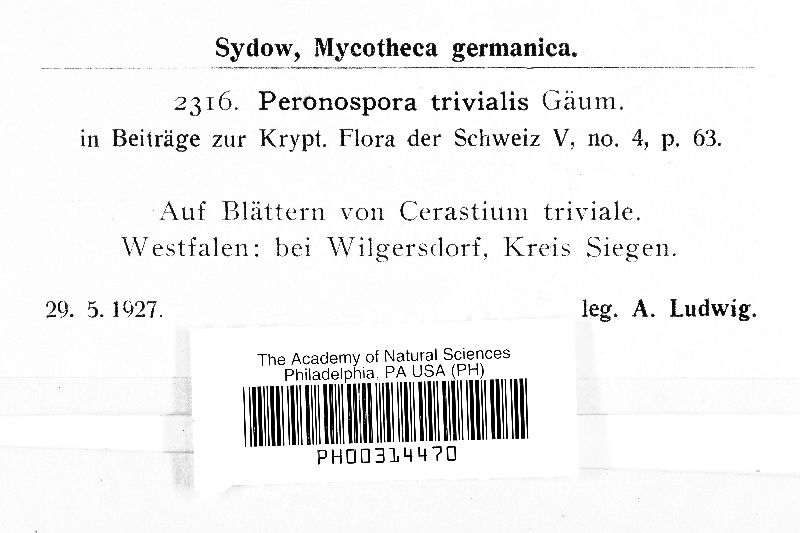 Sydow, Mycotheca germanica.
2316. Peronospora trivialis Gäum.
in Beiträge zur Krypt. Flora der Schweiz V, no. 4, p. 63.
Auf Blättern von Cerastium triviale.
Westfalen: bei Wilgersdorf, Kreis Siegen.
29. 5. 1927. leg. A. Ludwig.
The Academy of Natural Sciences
Philadelphia, PA USA (PH)
PH00314470